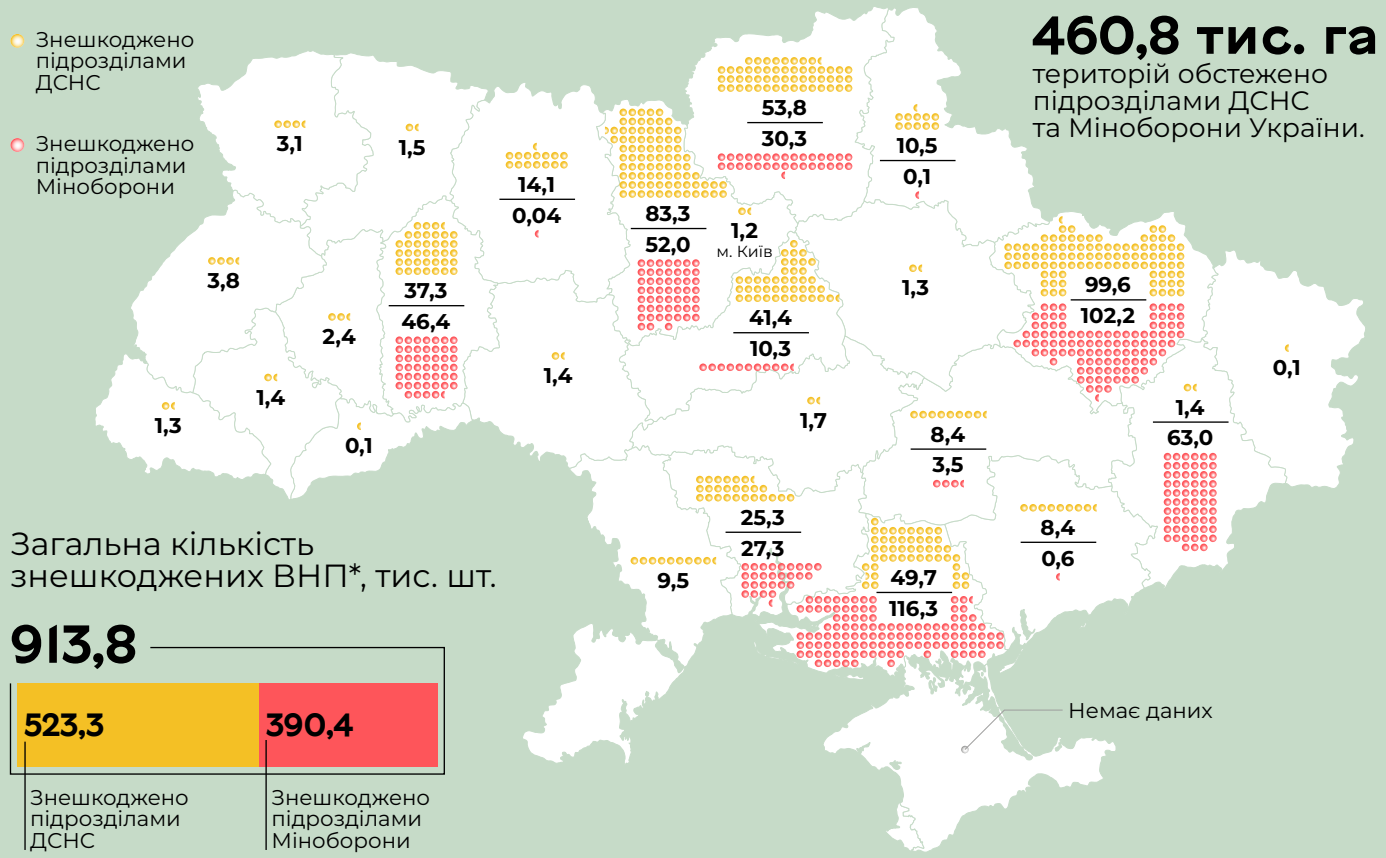 Знешкоджено
підрозділами
ДСНС
Знешкоджено
підрозділами
Міноборони
460,8 тис. га
територій обстежено
підрозділами ДСНС
та Міноборони України.
3,1
1,5
14,1
0,04
83,3
52,0
1,2
м. Київ
53,8
30,3
10,5
0,1
3,8
2,4
37,3
46,4
1,4
41,4
10,3
1,3
99,6
102,2
0,1
1,3
1,4
0,1
1,7
8,4
3,5
1,4
63,0
9,5
25,3
27,3
49,7
116,3
8,4
0,6
Немає даних
Загальна кількість
знешкоджених ВНП*, тис. шт.
913,8
523,3
390,4
Знешкоджено
підрозділами
ДСНС
Знешкоджено
підрозділами
Міноборони